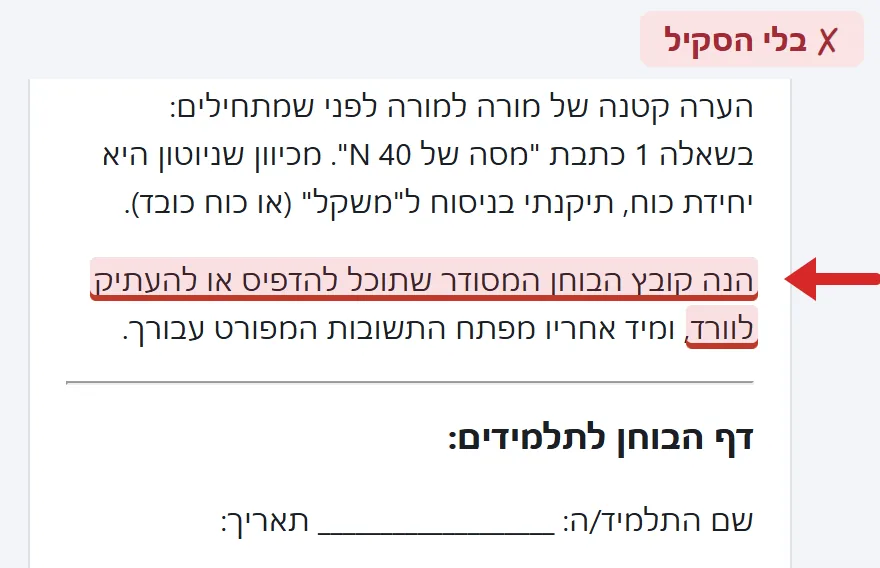 ✗ בלי הסקיל
הערה קטנה של מורה למורה לפני שמתחילים:
בשאלה 1 כתבת "מסה של 40 N". מכיוון שניוטון היא
יחידת כוח, תיקנתי בניסוח ל"משקל" (או כוח כובד).
הנה קובץ הבוחן המסודר שתוכל להדפיס או להעתיק
לוורד, ומיד אחריו מפתח התשובות המפורט עבורך.
דף הבוחן לתלמידים:
שם התלמיד/ה: ____________________ תאריך: